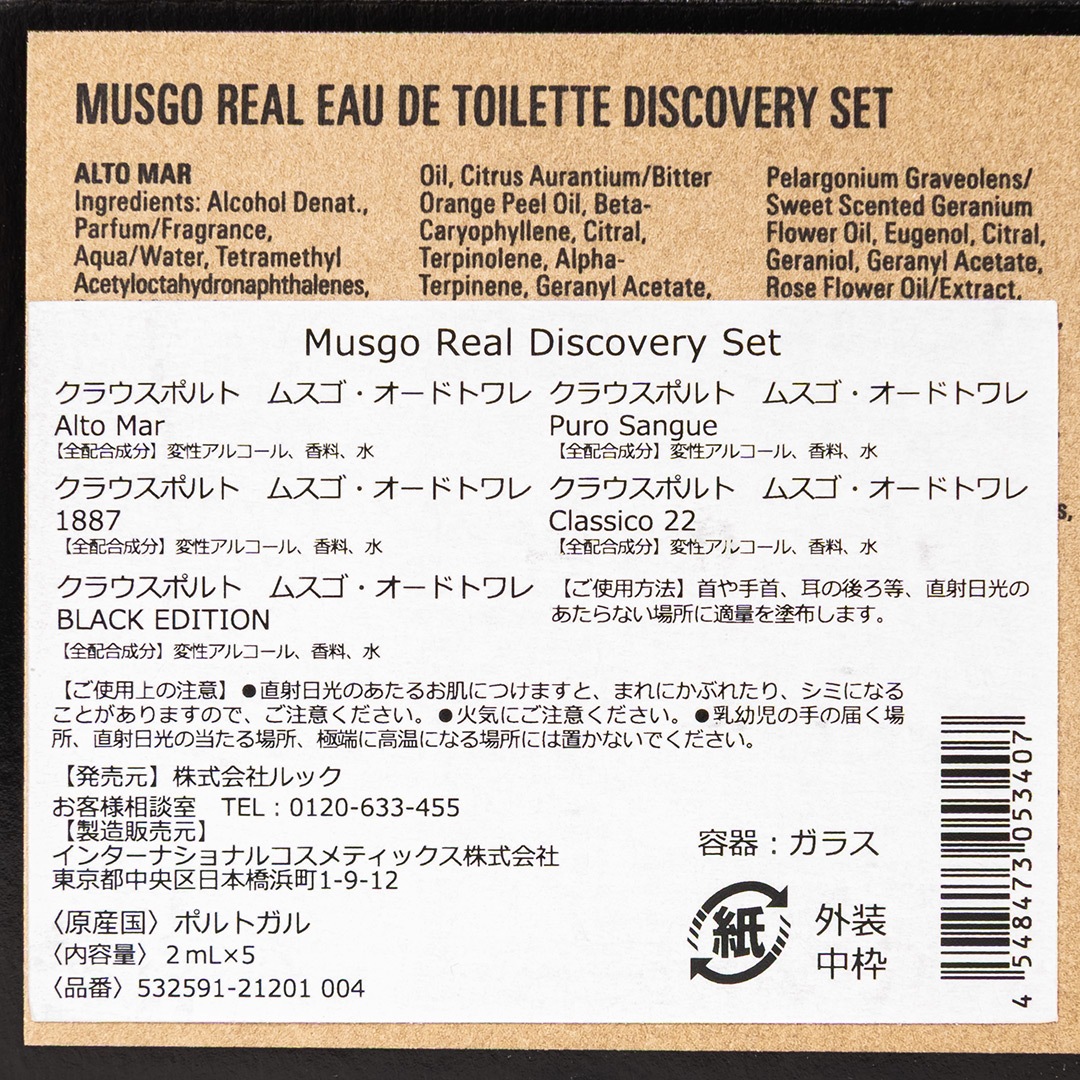 MUSGO REAL EAU DE TOILETTE DISCOVERY SET
ALTO MAR
Ingredients: Alcohol Denat.,
Parfum/Fragrance,
Aqua/Water, Tetramethyl
Acetyloctahydronaphthalenes,
Oil, Citrus Aurantium/Bitter
Orange Peel Oil, Beta-
Caryophyllene, Citral,
Terpinolene, Alpha-
Terpinene, Geranyl Acetate,
Pelargonium Graveolens/
Sweet Scented Geranium
Flower Oil, Eugenol, Citral,
Geraniol, Geranyl Acetate,
Rose Flower Oil/Extract,
Musgo Real Discovery Set
クラウスポルト ムスゴ・オードトワレ
Alto Mar
【全配合成分】変性アルコール、香料、水
クラウスポルト ムスゴ・オードトワレ
Puro Sangue
【全配合成分】変性アルコール、香料、水
クラウスポルト ムスゴ・オードトワレ
1887
【全配合成分】変性アルコール、香料、水
クラウスポルト ムスゴ・オードトワレ
Classico 22
【全配合成分】変性アルコール、香料、水
クラウスポルト ムスゴ・オードトワレ
BLACK EDITION
【全配合成分】変性アルコール、香料、水
【ご使用方法】首や手首、耳の後ろ等、直射日光の
あたらない場所に適量を塗布します。
【ご使用上の注意】●直射日光のあたるお肌につけますと、まれにかぶれたり、シミになる
ことがありますので、ご注意ください。●火気にご注意ください。●乳幼児の手の届く場
所、直射日光の当たる場所、極端に高温になる場所には置かないでください。
【発売元】株式会社ルック
お客様相談室 TEL：0120-633-455
【製造販売元】
インターナショナルコスメティックス株式会社
東京都中央区日本橋浜町1-9-12
〈原産国〉ポルトガル
〈内容量〉2mL×5
〈品番〉532591-21201 004
容器：ガラス
紙
外装
中枠
4 548473 053407